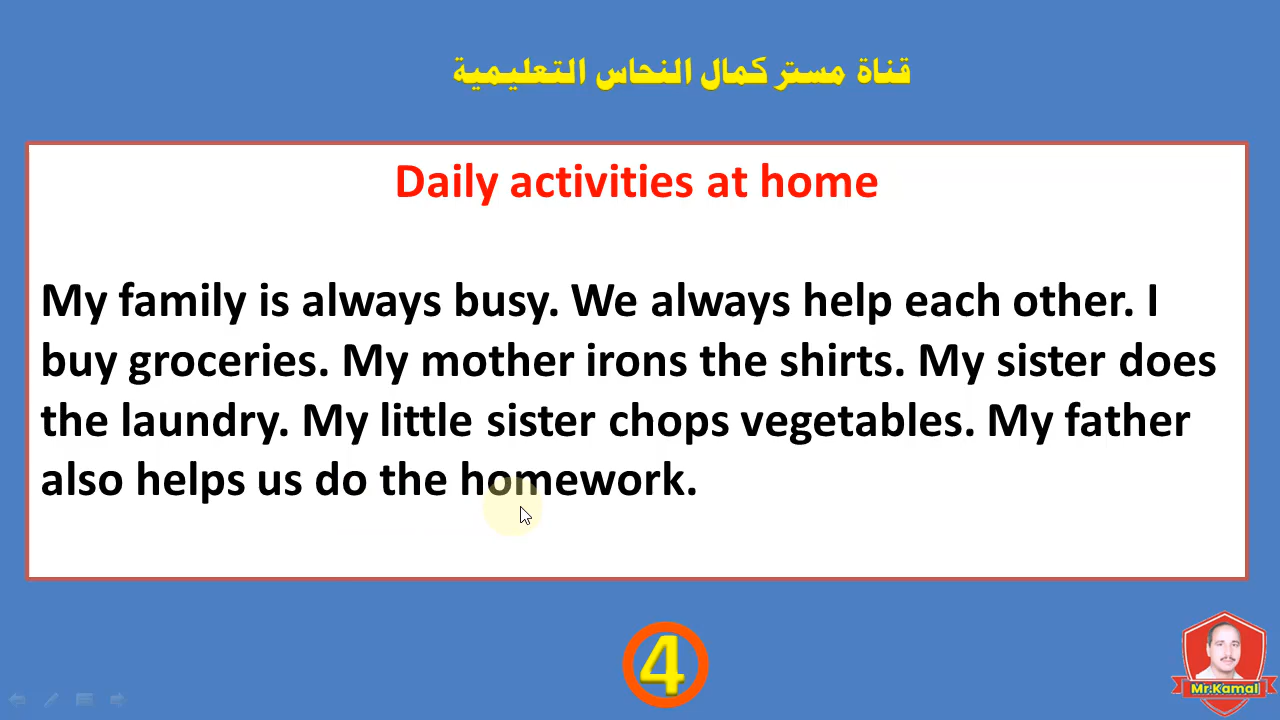 قناة مستر كمال النحاس التعليمية
Daily activities at home
My family is always busy. We always help each other. I
buy groceries. My mother irons the shirts. My sister does
the laundry. My little sister chops vegetables. My father
also helps us do the homework.
4
Mr.Kamal